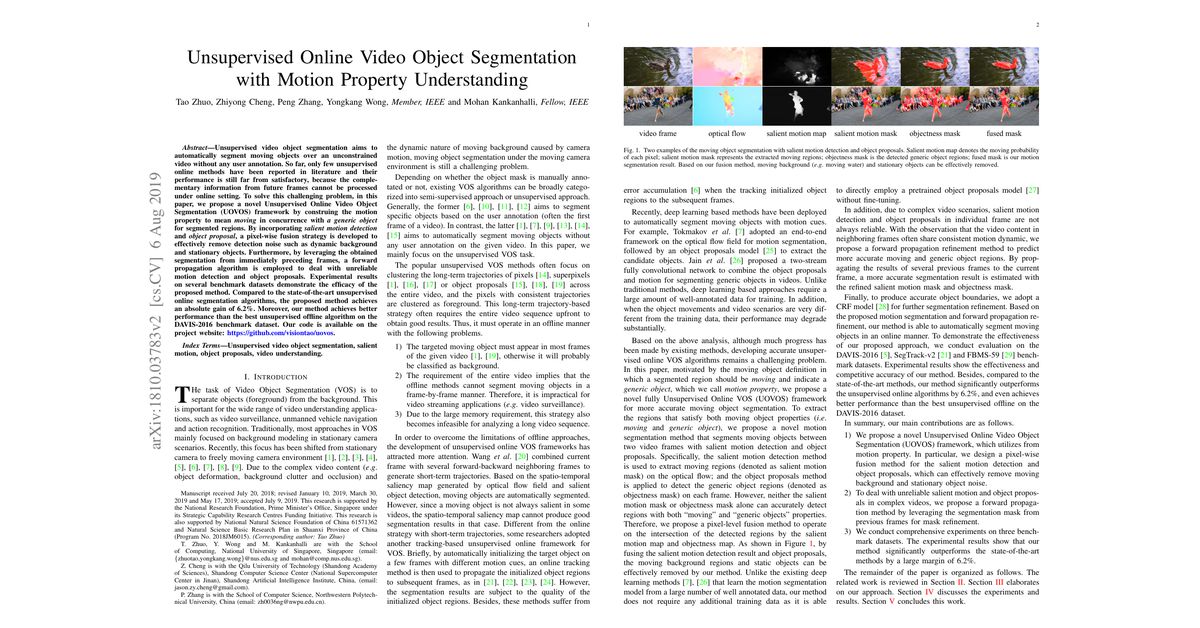 1
Unsupervised Online Video Object Segmentation
with Motion Property Understanding
Tao Zhuo, Zhiyong Cheng, Peng Zhang, Yongkang Wong, Member, IEEE and Mohan Kankanhalli, Fellow, IEEE
arXiv:1810.03783v2 [cs.CV] 6 Aug 2019
Abstract—Unsupervised video object segmentation aims to
automatically segment moving objects over an unconstrained
video without any user annotation. So far, only few unsupervised
online methods have been reported in literature and
their performance is still far from satisfactory, because the complementary
information from future frames cannot be processed
under online setting. To solve this challenging problem, in this
paper, we propose a novel Unsupervised Online Video Object
Segmentation (UOVOS) framework by construing the motion
property to mean moving in concurrence with a generic object
for segmented regions. By incorporating salient motion detection
and object proposal, a pixel-wise fusion strategy is developed to
effectively remove detection noise such as dynamic background
and stationary objects. Furthermore, by leveraging the obtained
segmentation from immediately preceding frames, a forward
propagation algorithm is employed to deal with unreliable
motion detection and object proposals. Experimental results
on several benchmark datasets demonstrate the efficacy of the
proposed method. Compared to the state-of-the-art unsupervised
online segmentation algorithms, the proposed method achieves
an absolute gain of 6.2%. Moreover, our method achieves better
performance than the best unsupervised offline algorithm on the
DAVIS-2016 benchmark dataset. Our code is available on the
project website: https://github.com/visiontao/uovos.
Index Terms—Unsupervised video object segmentation, salient
motion, object proposals, video understanding.
I. INTRODUCTION
THe task of Video Object Segmentation (VOS) is to
separate objects (foreground) from the background. This
is important for the wide range of video understanding applications,
such as video surveillance, unmanned vehicle navigation
and action recognition. Traditionally, most approaches in VOS
mainly focused on background modeling in stationary camera
scenarios. Recently, this focus has been shifted from stationary
camera to freely moving camera environment [1], [2], [3], [4],
[5], [6], [7], [8], [9]. Due to the complex video content (e.g.
object deformation, background clutter and occlusion) and
Manuscript received July 20, 2018; revised January 10, 2019, March 30,
2019 and May 17, 2019; accept July 9, 2019. This research is supported by
the National Research Foundation, Prime Minister's Office, Singapore under
its Strategic Capability Research Centres Funding Initiative. This research is
also supported by National Natural Science Foundation of China 61571362
and Natural Science Basic Research Plan in Shaanxi Province of China
(Program No. 2018JM6015). (Corresponding author: Tao Zhuo)
T. Zhuo, Y. Wong and M. Kankanhalli are with the School
of Computing, National University of Singapore, Singapore (email:
{zhuotao,yongkang.wong}@nus.edu.sg and mohan@comp.nus.edu.sg).
Z. Cheng is with the Qilu University of Technology (Shandong Academy
of Sciences), Shandong Computer Science Center (National Supercomputer
Center in Jinan), Shandong Artificial Intelligence Institute, China. (email:
jason.zy.cheng@gmail.com).
P. Zhang is with the School of Computer Science, Northwestern Polytechnical
University, China (email: zh0036ng@nwpu.edu.cn).
the dynamic nature of moving background caused by camera
motion, moving object segmentation under the moving camera
environment is still a challenging problem.
Depending on whether the object mask is manually annotated
or not, existing VOS algorithms can be broadly categorized
into semi-supervised approach or unsupervised approach.
Generally, the former [6], [10], [11], [12] aims to segment
specific objects based on the user annotation (often the first
frame of a video). In contrast, the latter [1], [7], [9], [13], [14],
[15] aims to automatically segment moving objects without
any user annotation on the given video. In this paper, we
mainly focus on the unsupervised VOS task.
The popular unsupervised VOS methods often focus on
clustering the long-term trajectories of pixels [14], superpixels
[1], [16], [17] or object proposals [15], [18], [19] across
the entire video, and the pixels with consistent trajectories
are clustered as foreground. This long-term trajectory-based
strategy often requires the entire video sequence upfront to
obtain good results. Thus, it must operate in an offline manner
with the following problems.
1) The targeted moving object must appear in most frames
of the given video [1], [19], otherwise it will probably
be classified as background.
2) The requirement of the entire video implies that the
offline methods cannot segment moving objects in a
frame-by-frame manner. Therefore, it is impractical for
video streaming applications (e.g. video surveillance).
3) Due to the large memory requirement, this strategy also
becomes infeasible for analyzing a long video sequence.
In order to overcome the limitations of offline approaches,
the development of unsupervised online VOS frameworks has
attracted more attention. Wang et al. [20] combined current
frame with several forward-backward neighboring frames to
generate short-term trajectories. Based on the spatio-temporal
saliency map generated by optical flow field and salient
object detection, moving objects are automatically segmented.
However, since a moving object is not always salient in some
videos, the spatio-temporal saliency map cannot produce good
segmentation results in that case. Different from the online
strategy with short-term trajectories, some researchers adopted
another tracking-based unsupervised online framework for
VOS. Briefly, by automatically initializing the target object on
a few frames with different motion cues, an online tracking
method is then used to propagate the initialized object regions
to subsequent frames, as in [21], [22], [23], [24]. However,
the segmentation results are subject to the quality of the
initialized object regions. Besides, these methods suffer from
2
video frame optical flow salient motion map salient motion mask objectness mask fused mask
Fig. 1. Two examples of the moving object segmentation with salient motion detection and object proposals. Salient motion map denotes the moving probability
of each pixel; salient motion mask represents the extracted moving regions; objectness mask is the detected generic object regions; fused mask is our motion
segmentation result. Based on our fusion method, moving background (e.g. moving water) and stationary objects can be effectively removed.
error accumulation [6] when the tracking initialized object
regions to the subsequent frames.
Recently, deep learning based methods have been deployed
to automatically segment moving objects with motion cues.
For example, Tokmakov et al. [7] adopted an end-to-end
framework on the optical flow field for motion segmentation,
followed by an object proposals model [25] to extract the
candidate objects. Jain et al. [26] proposed a two-stream
fully convolutional network to combine the object proposals
and motion for segmenting generic objects in videos. Unlike
traditional methods, deep learning based approaches require a
large amount of well-annotated data for training. In addition,
when the object movements and video scenarios are very different
from the training data, their performance may degrade
substantially.
Based on the above analysis, although much progress has
been made by existing methods, developing accurate unsupervised
online VOS algorithms remains a challenging problem.
In this paper, motivated by the moving object definition in
which a segmented region should be moving and indicate a
generic object, which we call motion property, we propose a
novel fully Unsupervised Online VOS (UOVOS) framework
for more accurate moving object segmentation. To extract
the regions that satisfy both moving object properties (i.e.
moving and generic object), we propose a novel motion
segmentation method that segments moving objects between
two video frames with salient motion detection and object
proposals. Specifically, the salient motion detection method
is used to extract moving regions (denoted as salient motion
mask) on the optical flow; and the object proposals method
is applied to detect the generic object regions (denoted as
objectness mask) on each frame. However, neither the salient
motion mask or objectness mask alone can accurately detect
regions with both “moving” and “generic objects” properties.
Therefore, we propose a pixel-level fusion method to operate
on the intersection of the detected regions by the salient
motion map and objectness map. As shown in Figure 1, by
fusing the salient motion detection result and object proposals,
the moving background regions and static objects can be
effectively removed by our method. Unlike the existing deep
learning methods [7], [26] that learn the motion segmentation
model from a large number of well annotated data, our method
does not require any additional training data as it is able
to directly employ a pretrained object proposals model [27]
without fine-tuning.
In addition, due to complex video scenarios, salient motion
detection and object proposals in individual frame are not
always reliable. With the observation that the video content in
neighboring frames often share consistent motion dynamic, we
propose a forward propagation refinement method to predict
more accurate moving and generic object regions. By propagating
the results of several previous frames to the current
frame, a more accurate segmentation result is estimated with
the refined salient motion mask and objectness mask.
Finally, to produce accurate object boundaries, we adopt a
CRF model [28] for further segmentation refinement. Based on
the proposed motion segmentation and forward propagation refinement,
our method is able to automatically segment moving
objects in an online manner. To demonstrate the effectiveness
of our proposed approach, we conduct evaluation on the
DAVIS-2016 [5], SegTrack-v2 [21] and FBMS-59 [29] benchmark
datasets. Experimental results show the effectiveness and
competitive accuracy of our method. Besides, compared to the
state-of-the-art methods, our method significantly outperforms
the unsupervised online algorithms by 6.2%, and even achieves
better performance than the best unsupervised offline on the
DAVIS-2016 dataset.
In summary, our main contributions are as follows.
1) We propose a novel Unsupervised Online Video Object
Segmentation (UOVOS) framework, which utilizes from
motion property. In particular, we design a pixel-wise
fusion method for the salient motion detection and object
proposals, which can effectively remove moving
background and stationary object noise.
2) To deal with unreliable salient motion and object proposals
in complex videos, we propose a forward propagation
method by leveraging the segmentation mask from
previous frames for mask refinement.
3) We conduct comprehensive experiments on three benchmark
datasets. The experimental results show that our
method significantly outperforms the state-of-the-art
methods by a large margin of 6.2%.
The remainder of the paper is organized as follows. The
related work is reviewed in Section II. Section III elaborates
on our approach. Section IV discusses the experiments and
results. Section V concludes this work.